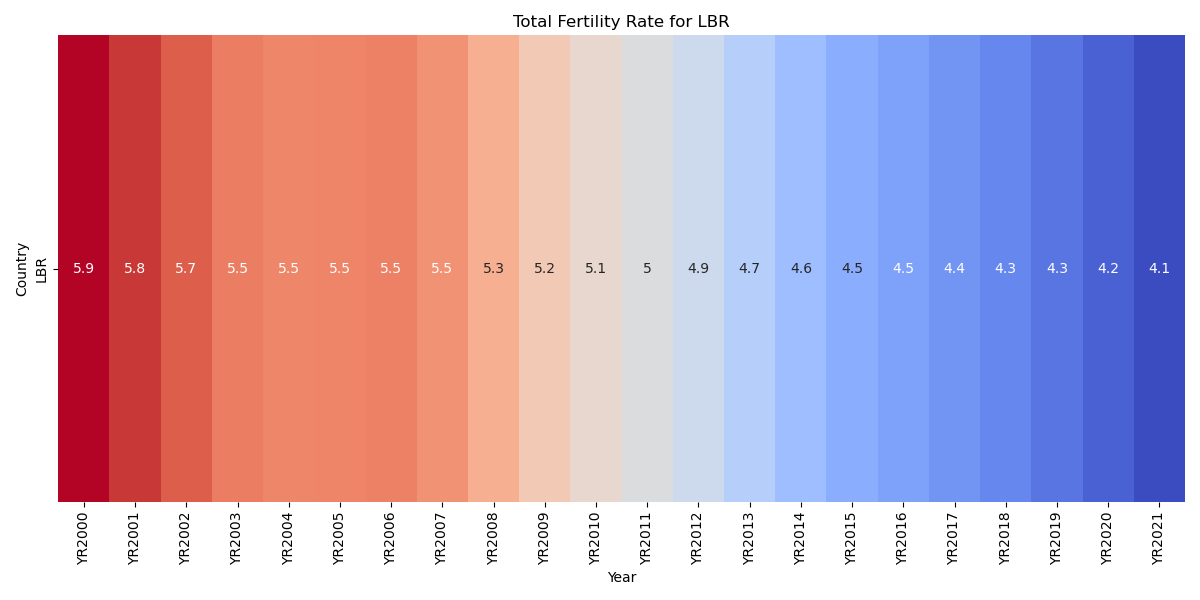 Total Fertility Rate for LBR
Country
LBR
5.9 5.8 5.7 5.5 5.5 5.5 5.5 5.5 5.3 5.2 5.1 5 4.9 4.7 4.6 4.5 4.5 4.4 4.3 4.3 4.2 4.1
YR2000 YR2001 YR2002 YR2003 YR2004 YR2005 YR2006 YR2007 YR2008 YR2009 YR2010 YR2011 YR2012 YR2013 YR2014 YR2015 YR2016 YR2017 YR2018 YR2019 YR2020 YR2021
Year